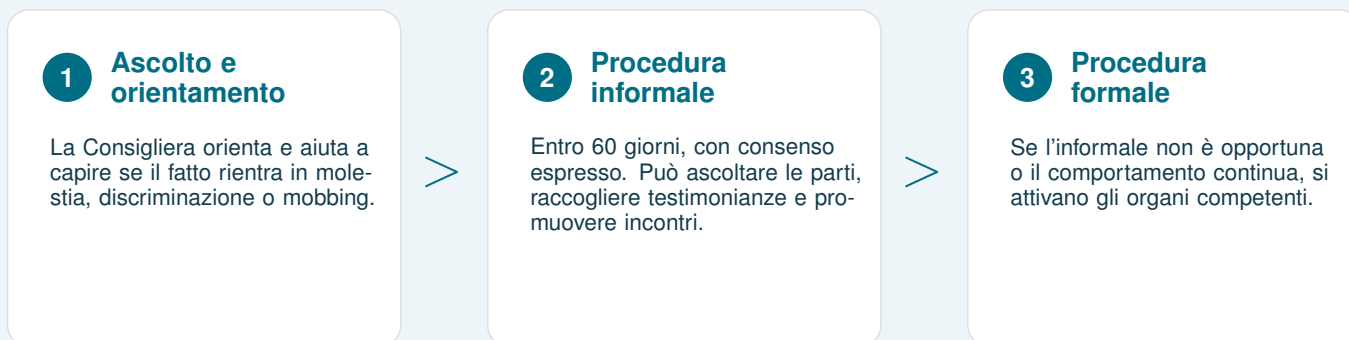 1
Ascolto e
orientamento
La Consigliera orienta e aiuta a
capire se il fatto rientra in mole-
stia, discriminazione o mobbing.
>
2
Procedura
informale
Entro 60 giorni, con consenso
espresso. Può ascoltare le parti,
raccogliere testimonianze e pro-
muovere incontri.
>
3
Procedura
formale
Se l'informale non è opportuna
o il comportamento continua, si
attivano gli organi competenti.